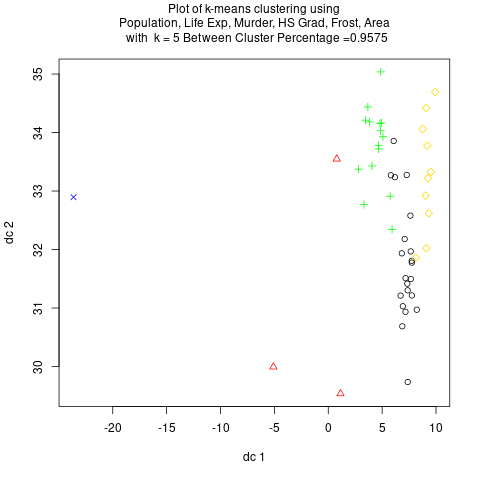 Plot of k-means clustering using
Population, Life Exp, Murder, HS Grad, Frost, Area
with k = 5 Between Cluster Percentage =0.9575
35
34
33
32
31
30
dc 2
-20 -15 -10 -5 0 5 10
dc 1